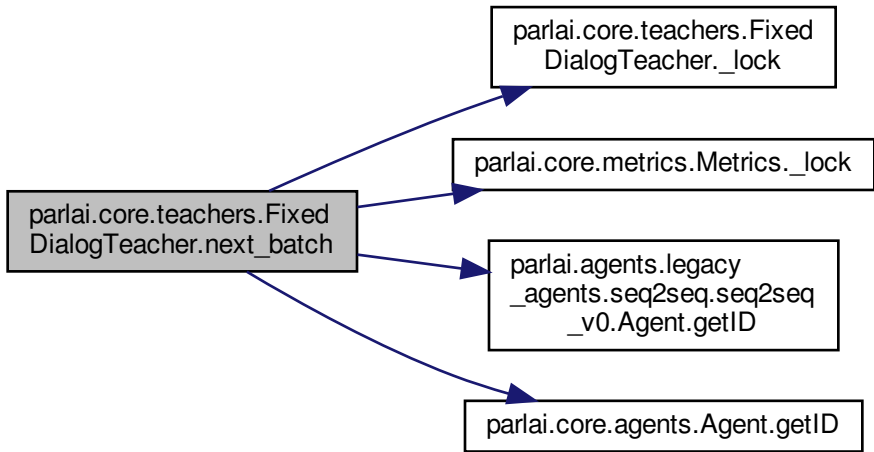 parlai.core.teachers.Fixed
DialogTeacher._lock
parlai.core.metrics.Metrics._lock
parlai.core.teachers.Fixed
DialogTeacher.next_batch
parlai.agents.legacy
_agents.seq2seq.seq2seq
_v0.Agent.getID
parlai.core.agents.Agent.getID